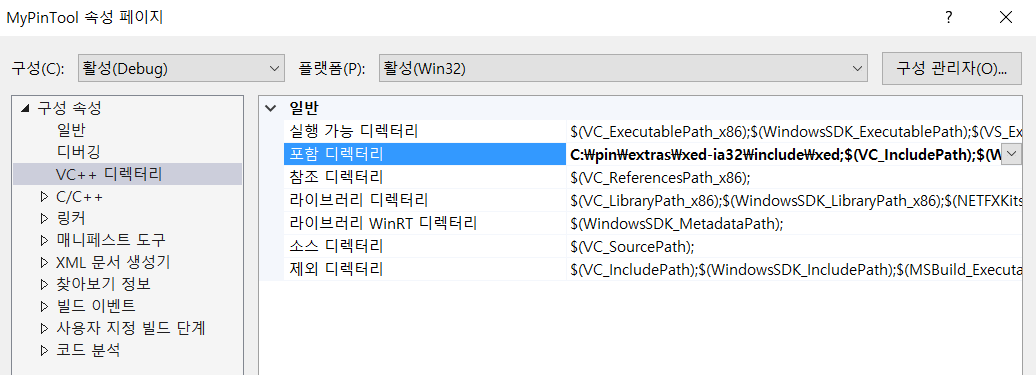 MyPinTool 속성 페이지
? ×
구성(C): 활성(Debug) 플랫폼(P): 활성(Win32) 구성 관리자(O)...
구성 속성
일반
디버깅
VC++ 디렉터리
C/C++
링커
매니페스트 도구
XML 문서 생성기
찾아보기 정보
빌드 이벤트
사용자 지정 빌드 단계
코드 분석
일반
실행 가능 디렉터리 $(VC_ExecutablePath_x86);$(WindowsSDK_ExecutablePath);$(VS_Ex
포함 디렉터리 C:₩pin₩extras₩xed-ia32₩include₩xed;$(VC_IncludePath);$(W
참조 디렉터리 $(VC_ReferencesPath_x86);
라이브러리 디렉터리 $(VC_LibraryPath_x86);$(WindowsSDK_LibraryPath_x86);$(NETFXKits
라이브러리 WinRT 디렉터리 $(WindowsSDK_MetadataPath);
소스 디렉터리 $(VC_SourcePath);
제외 디렉터리 $(VC_IncludePath);$(WindowsSDK_IncludePath);$(MSBuild_Executa